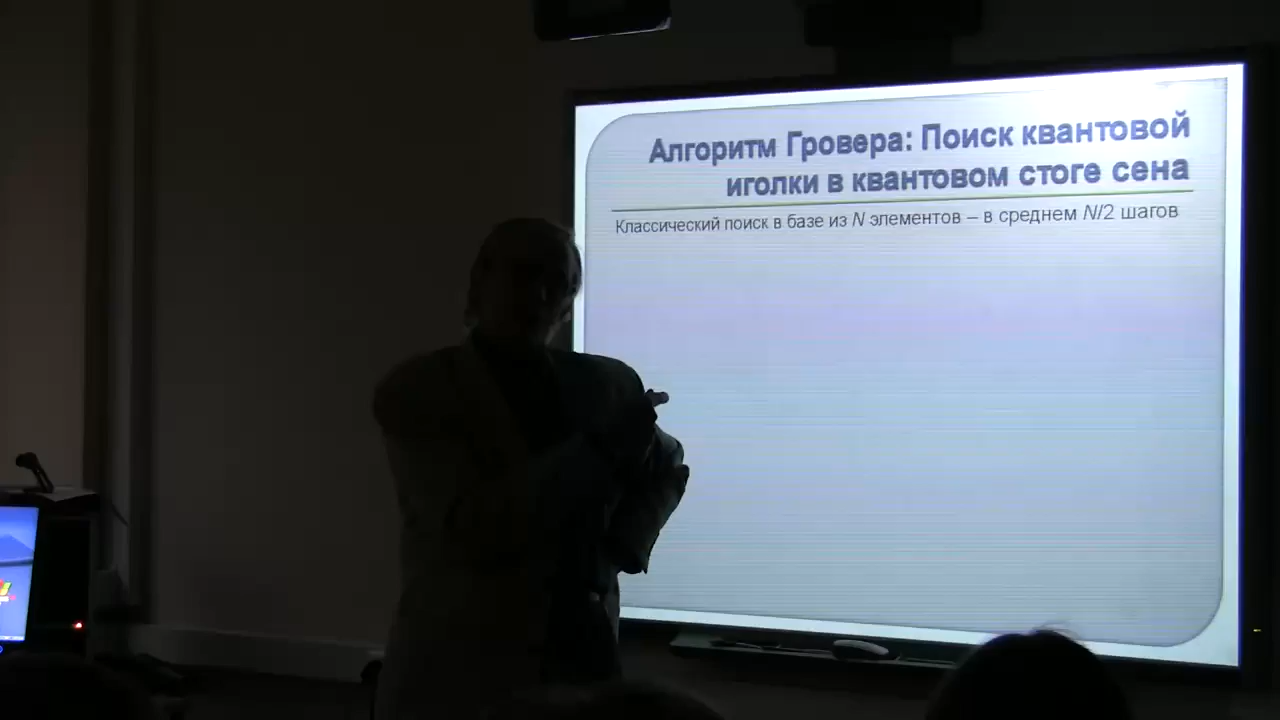 Алгоритм Гровера: Поиск квантовой
иголки в квантовом стоге сена
Классический поиск в базе из N элементов – в среднем N/2 шагов